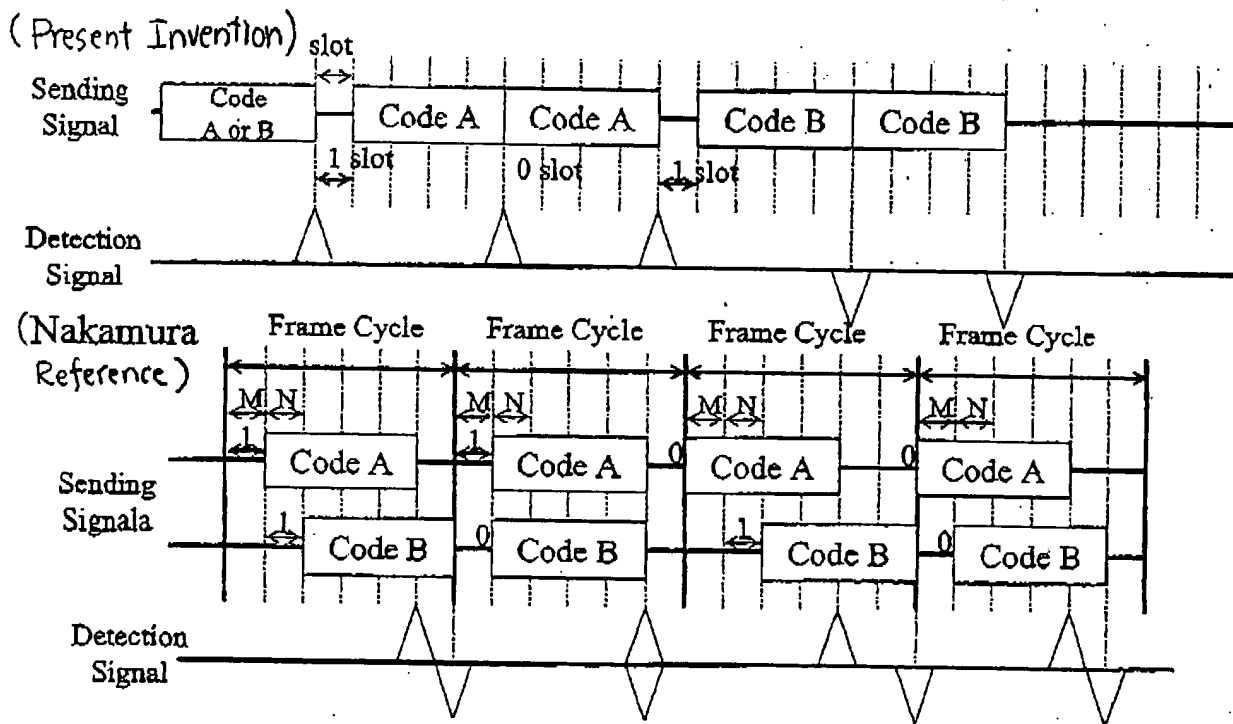 (Present Invention)
slot
Sending
Signal
Code
A or B
Code A
Code A
Code B
Code B
1 slot
0 slot
1 slot
Detection
Signal
(Nakamura
Reference)
Frame Cycle
Frame Cycle
Frame Cycle
Frame Cycle
M N
M N
M N
M N
1
1
0
0
Code A
Code A
Code A
Code A
Sending
Signala
1
0
1
0
Code B
Code B
Code B
Code B
Detection
Signal